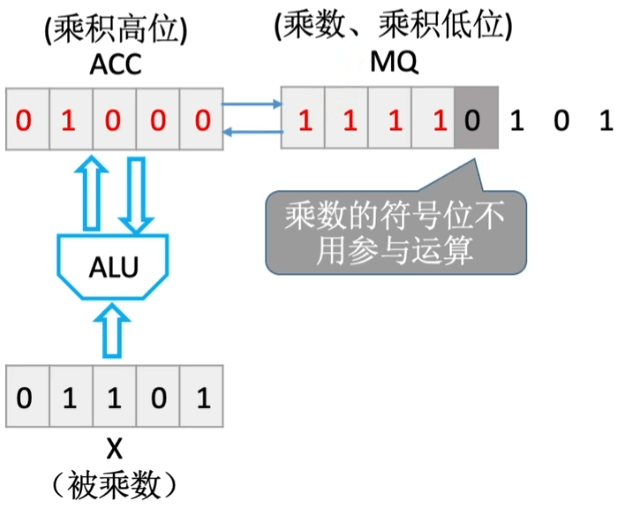 (乘积高位)
ACC
(乘数、乘积低位)
MQ
0 1 0 0 0
1 1 1 1 0 1 0 1
乘数的符号位不
用参与运算
ALU
0 1 1 0 1
X
（被乘数）